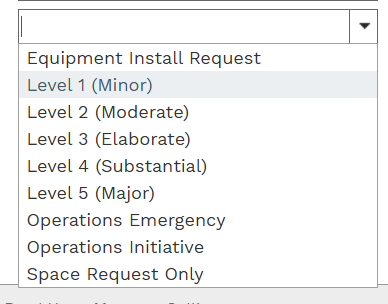 Equipment Install Request
Level 1 (Minor)
Level 2 (Moderate)
Level 3 (Elaborate)
Level 4 (Substantial)
Level 5 (Major)
Operations Emergency
Operations Initiative
Space Request Only